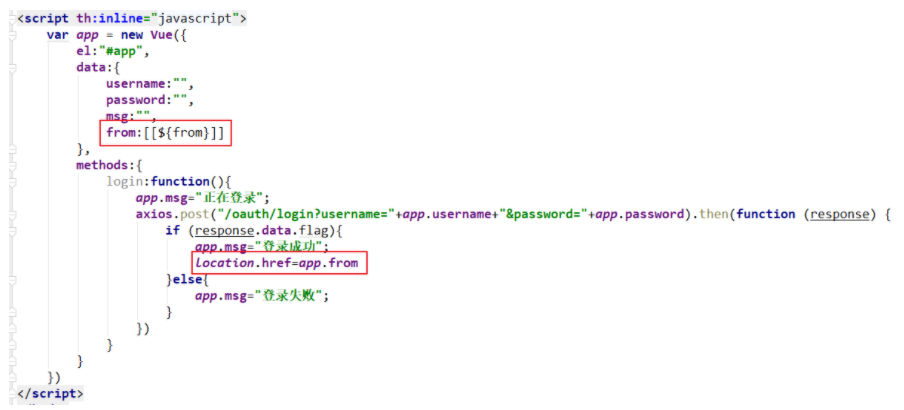 <script th:inline="javascript">
    var app = new Vue({
        el:"#app",
        data:{
            username:"",
            password:"",
            msg:"",
            from:[[${from}]]
        },
        methods:{
            login:function(){
                app.msg="正在登录";
                axios.post("/oauth/login?username="+app.username+"&password="+app.password).then(function (response) {
                    if (response.data.flag){
                        app.msg="登录成功";
                        location.href=app.from
                    }else{
                        app.msg="登录失败";
                    }
                })
            }
        }
    })
</script>